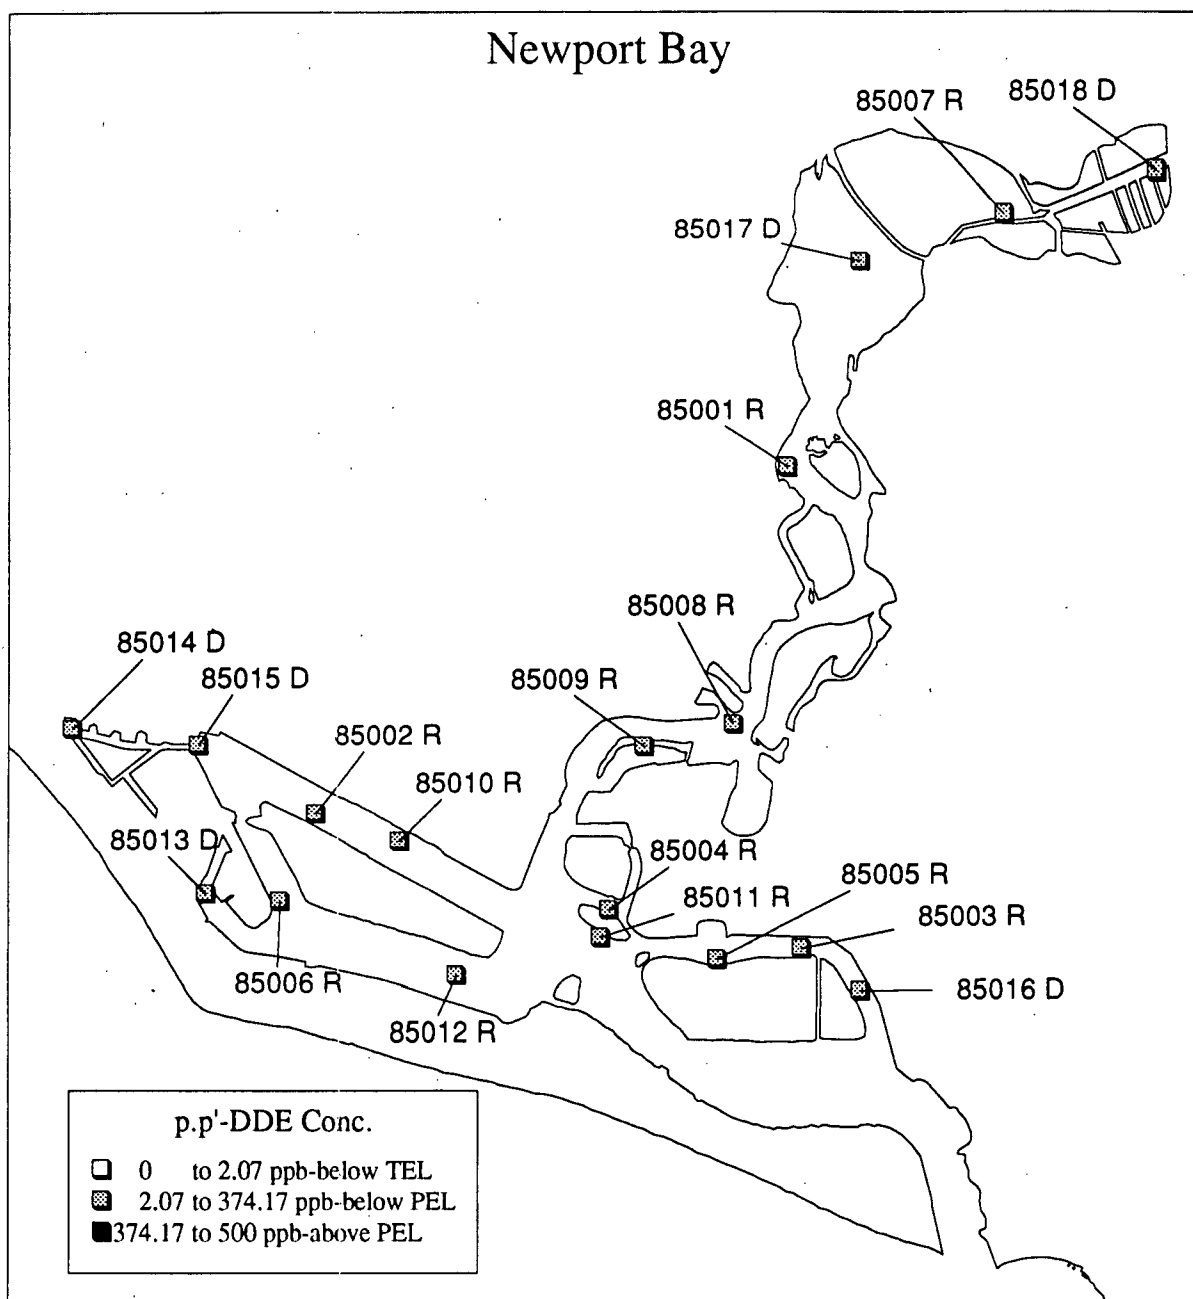 Newport Bay
85018 D
85007 R
85017 D
85001 R
85008 R
85014 D
85015 D
85009 R
85002 R
85010 R
85013 D
85004 R
85005 R
85011 R
85003 R
85006 R
85016 D
85012 R
p.p'-DDE Conc.
0 to 2.07 ppb-below TEL
2.07 to 374.17 ppb-below PEL
374.17 to 500 ppb-above PEL